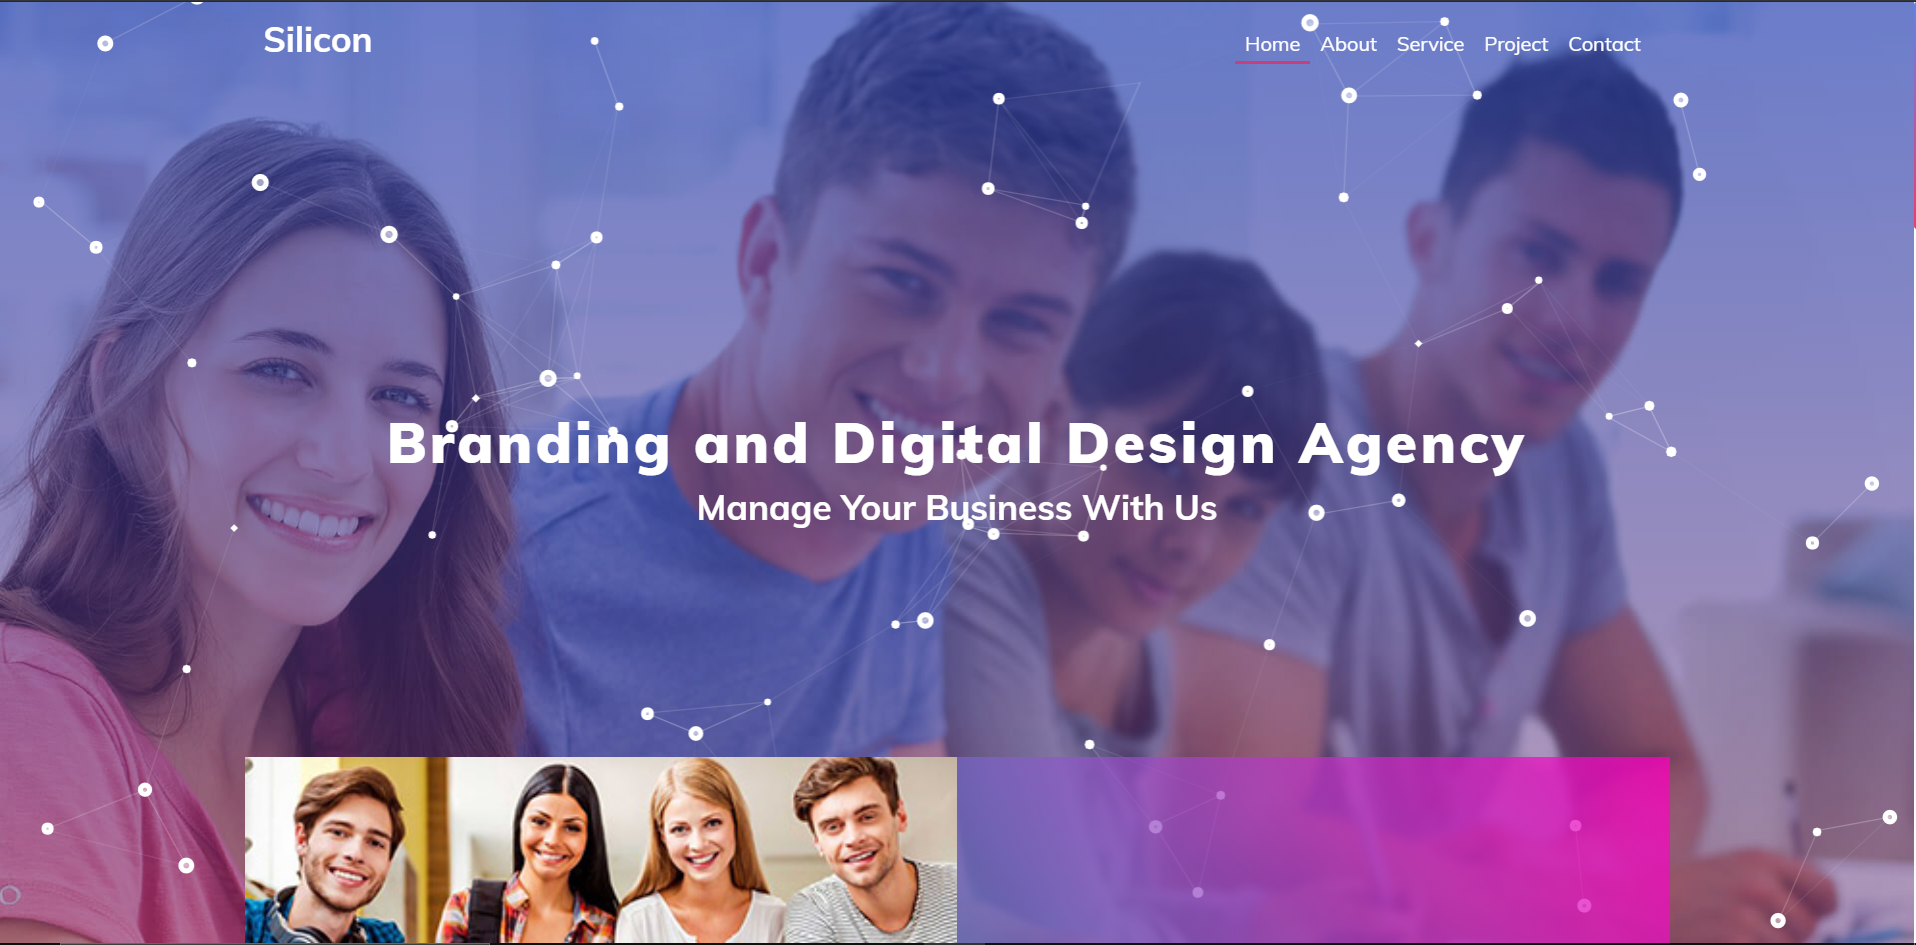 Silicon
Home About Service Project Contact
Branding and Digital Design Agency
Manage Your Business With Us